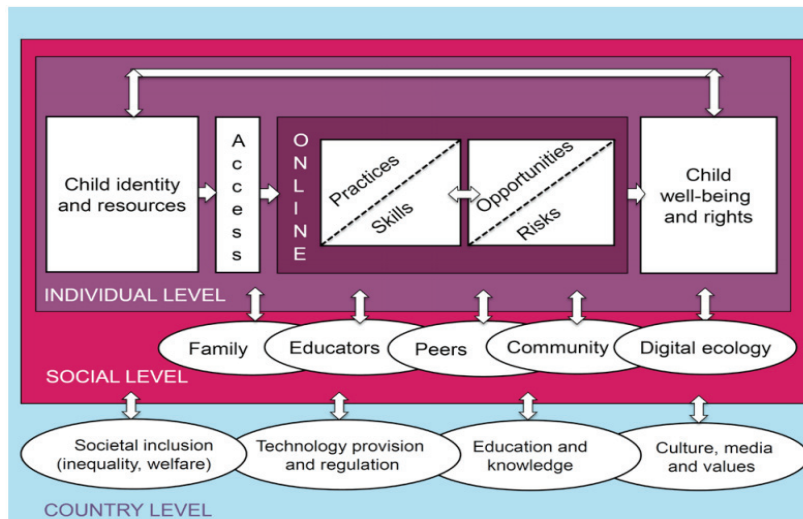 Child identity
and resources
Access
ONLINE
Practices
Skills
Opportunities
Risks
Child
well-being
and rights
INDIVIDUAL LEVEL
Family
Educators
Peers
Community
Digital ecology
SOCIAL LEVEL
Societal inclusion
(inequality, welfare)
Technology provision
and regulation
Education and
knowledge
Culture, media
and values
COUNTRY LEVEL